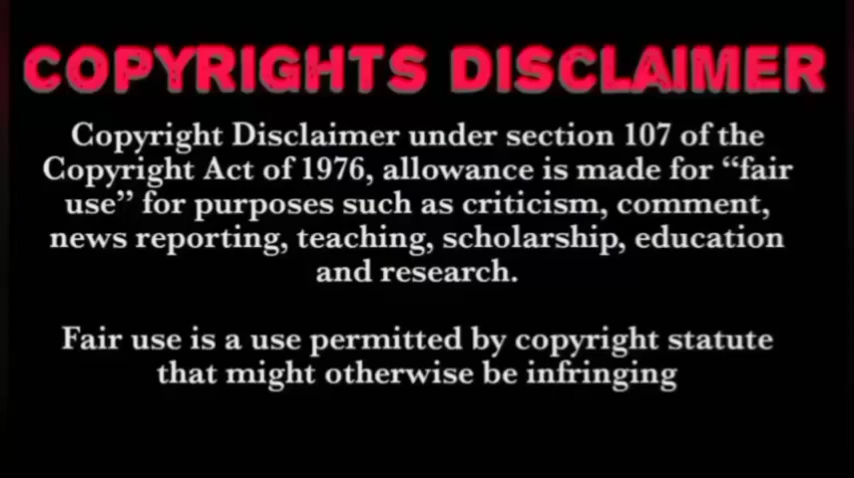 COPYRIGHTS DISCLAIMER
Copyright Disclaimer under section 107 of the
Copyright Act of 1976, allowance is made for “fair
use” for purposes such as criticism, comment,
news reporting, teaching, scholarship, education
and research.
Fair use is a use permitted by copyright statute
that might otherwise be infringing